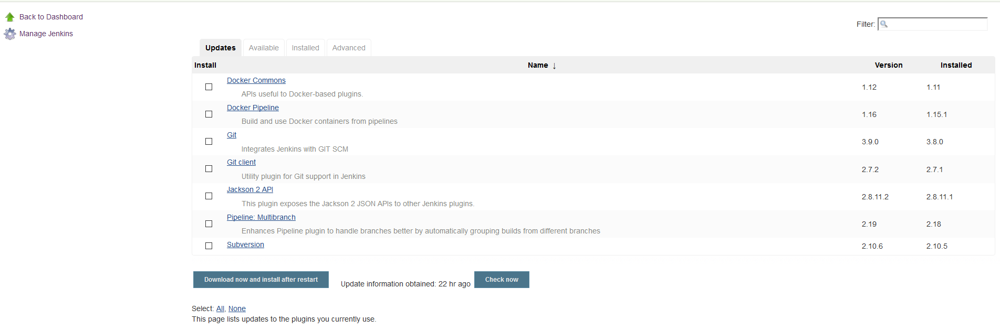 Back to Dashboard
Manage Jenkins
Filter:
Updates Available Installed Advanced
Install Name ↓ Version Installed
Docker Commons
APIs useful to Docker-based plugins.
1.12 1.11
Docker Pipeline
Build and use Docker containers from pipelines
1.16 1.15.1
Git
Integrates Jenkins with GIT SCM
3.9.0 3.8.0
Git client
Utility plugin for Git support in Jenkins
2.7.2 2.7.1
Jackson 2 API
This plugin exposes the Jackson 2 JSON APIs to other Jenkins plugins.
2.8.11.2 2.8.11.1
Pipeline: Multibranch
Enhances Pipeline plugin to handle branches better by automatically grouping builds from different branches
2.19 2.18
Subversion 2.10.6 2.10.5
Download now and install after restart Update information obtained: 22 hr ago Check now
Select: All, None
This page lists updates to the plugins you currently use.